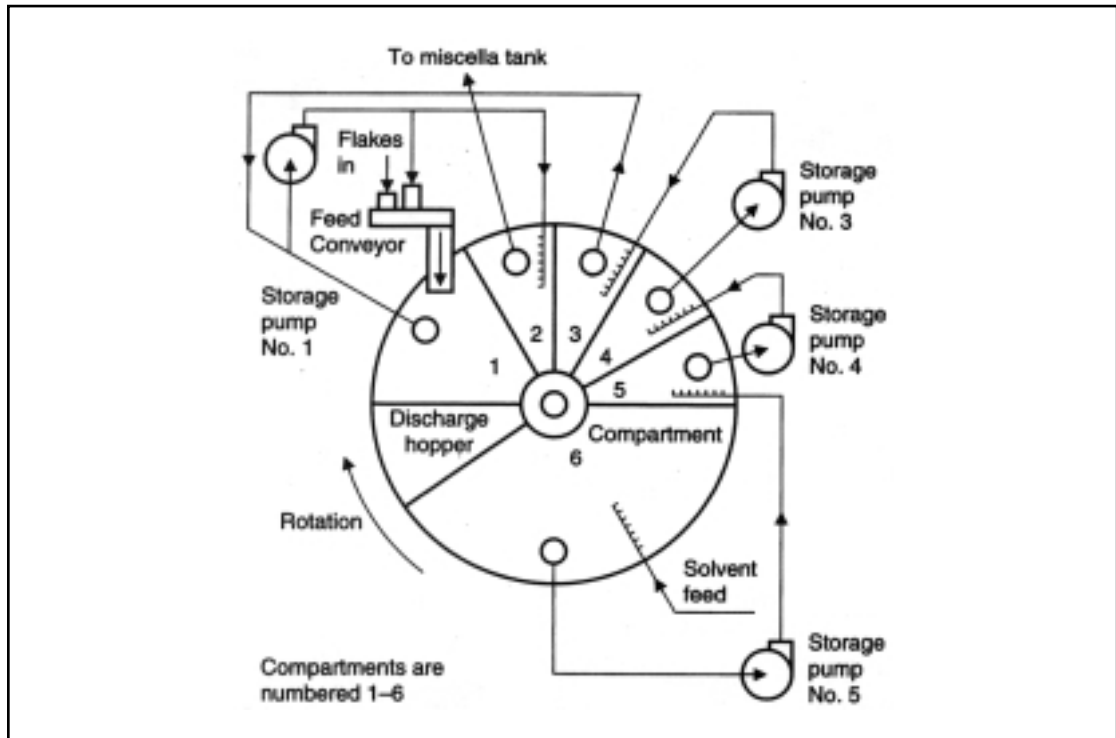 To miscella tank
Flakes
in
Feed
Conveyor
Storage
pump
No. 1
Storage
pump
No. 3
Storage
pump
No. 4
1
2
3
4
5
6
Discharge
hopper
Compartment
Rotation
Solvent
feed
Storage
pump
No. 5
Compartments are
numbered 1–6